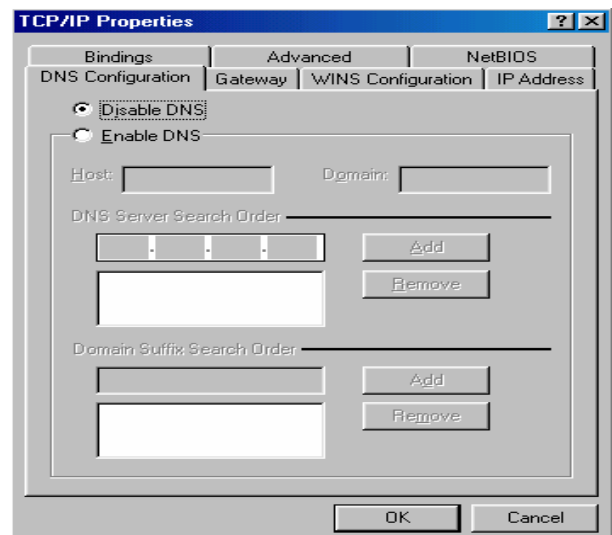 TCP/IP Properties ? ×
Bindings Advanced NetBIOS
DNS Configuration Gateway WINS Configuration IP Address
Disable DNS
Enable DNS
Host: Domain:
DNS Server Search Order
. . . Add
Remove
Domain Suffix Search Order
Add
Remove
OK Cancel